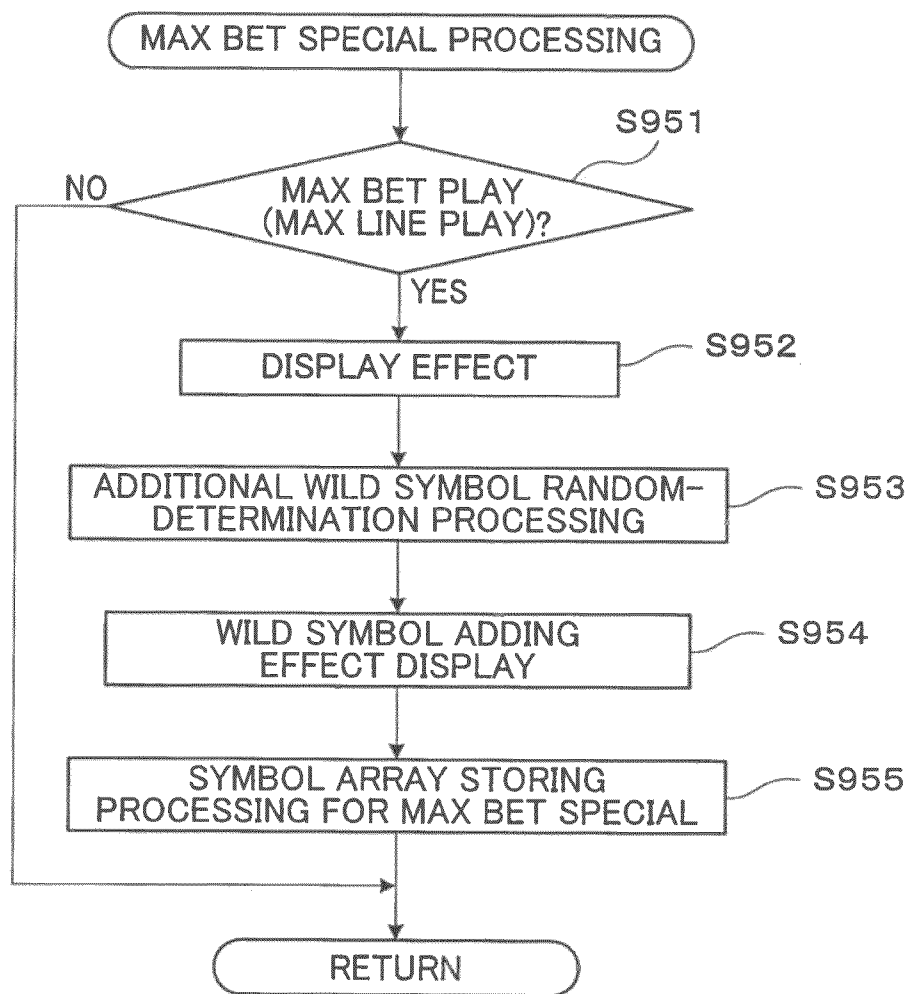 MAX BET SPECIAL PROCESSING
S951
NO
MAX BET PLAY
(MAX LINE PLAY)?
YES
S952
DISPLAY EFFECT
S953
ADDITIONAL WILD SYMBOL RANDOM-
DETERMINATION PROCESSING
S954
WILD SYMBOL ADDING
EFFECT DISPLAY
S955
SYMBOL ARRAY STORING
PROCESSING FOR MAX BET SPECIAL
RETURN